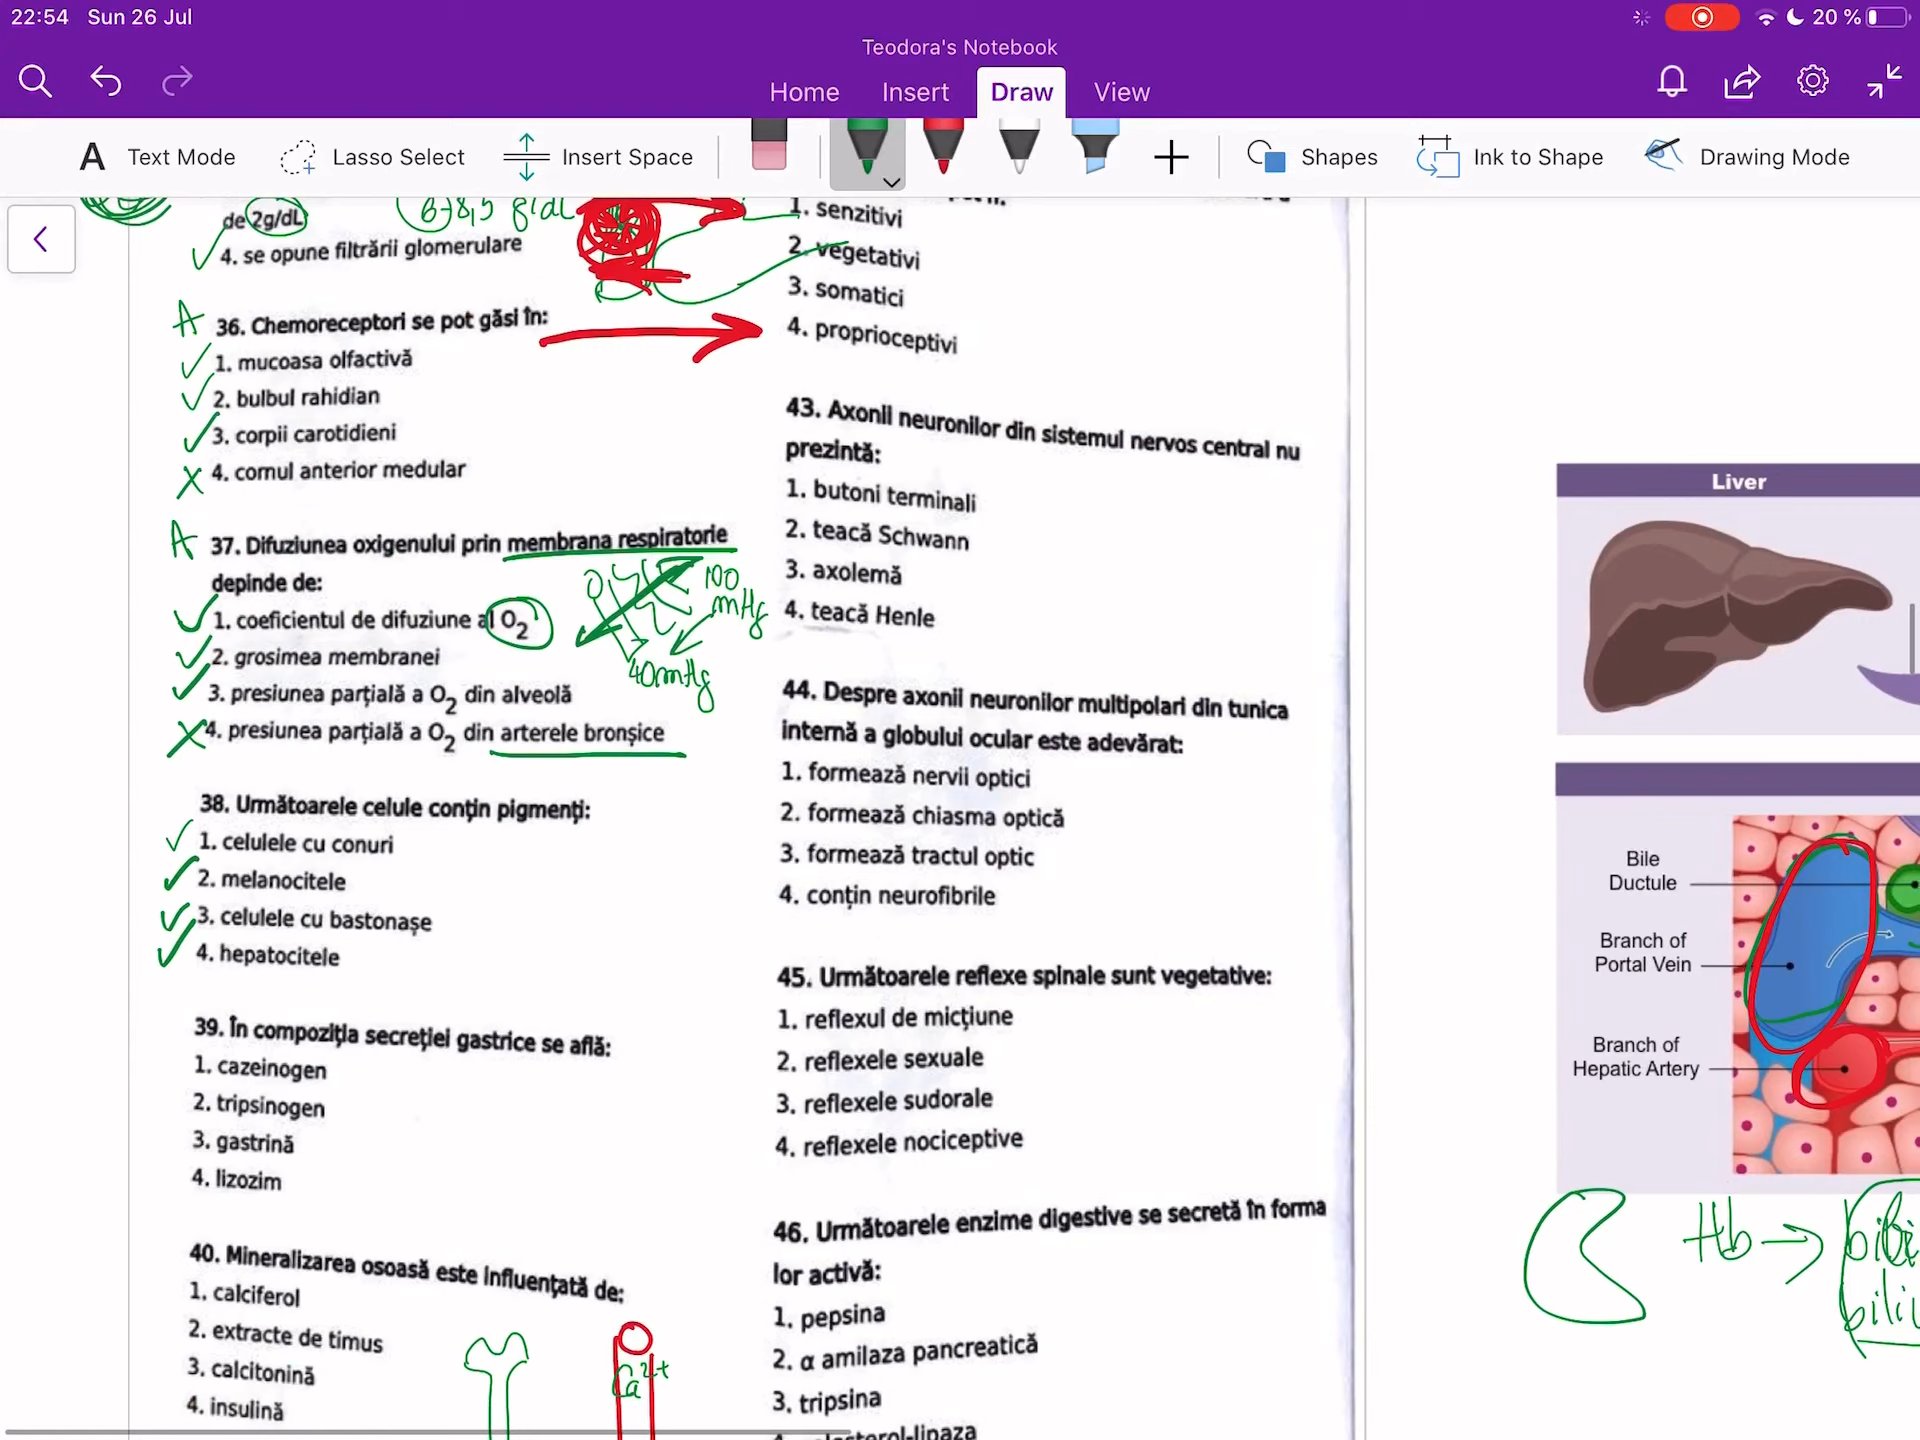 22:54 Sun 26 Jul
20 %
Teodora's Notebook
Home Insert Draw View
A Text Mode Lasso Select Insert Space Shapes Ink to Shape Drawing Mode
de 2g/dL
4. se opune filtrării glomerulare
A 36. Chemoreceptori se pot găsi în:
1. mucoasa olfactivă
2. bulbul rahidian
3. corpii carotidieni
4. cornul anterior medular
A 37. Difuziunea oxigenului prin membrana respiratorie
depinde de:
100
mmHg
1. coeficientul de difuziune al O2
2. grosimea membranei
40mmHg
3. presiunea parțială a O2 din alveolă
4. presiunea parțială a O2 din arterele bronșice
38. Următoarele celule conțin pigmenți:
1. celulele cu conuri
2. melanocitele
3. celulele cu bastonașe
4. hepatocitele
39. În compoziția secreției gastrice se află:
1. cazeinogen
2. tripsinogen
3. gastrină
4. lizozim
40. Mineralizarea osoasă este influențată de:
1. calciferol
2. extracte de timus
3. calcitonină
4. insulină
Ca2+
1. senzitivi
2. vegetativi
3. somatici
4. proprioceptivi
43. Axonii neuronilor din sistemul nervos central nu
prezintă:
1. butoni terminali
2. teacă Schwann
3. axolemă
4. teacă Henle
44. Despre axonii neuronilor multipolari din tunica
internă a globului ocular este adevărat:
1. formează nervii optici
2. formează chiasma optică
3. formează tractul optic
4. conțin neurofibrile
45. Următoarele reflexe spinale sunt vegetative:
1. reflexul de micțiune
2. reflexele sexuale
3. reflexele sudorale
4. reflexele nociceptive
46. Următoarele enzime digestive se secretă în forma
lor activă:
1. pepsina
2. α amilaza pancreatică
3. tripsina
Liver
Bile
Ductule
Branch of
Portal Vein
Branch of
Hepatic Artery
Hb